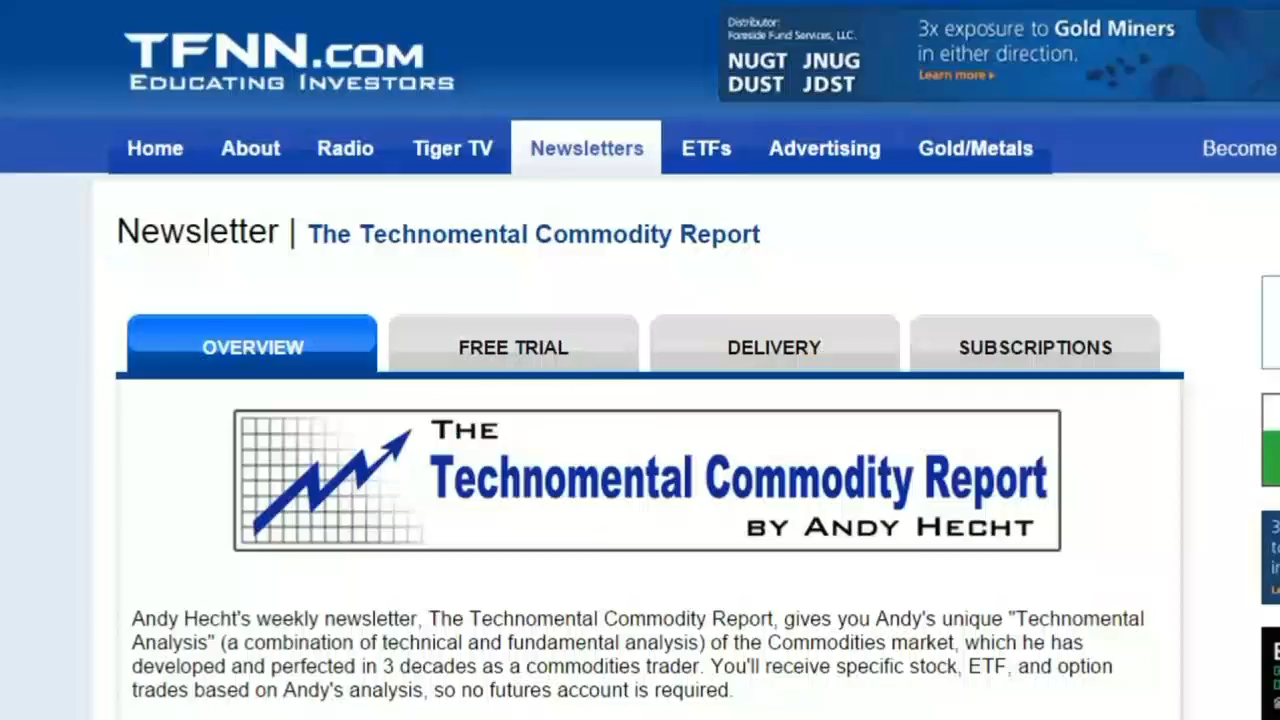 TFNN.COM
EDUCATING INVESTORS
Distributor:
Foreside Fund Services, LLC.
NUGT JNUG
DUST JDST
3x exposure to Gold Miners
in either direction.
Learn more
Home About Radio Tiger TV Newsletters ETFs Advertising Gold/Metals Become
Newsletter | The Technomental Commodity Report
OVERVIEW FREE TRIAL DELIVERY SUBSCRIPTIONS
THE
Technomental Commodity Report
BY ANDY HECHT
Andy Hecht's weekly newsletter, The Technomental Commodity Report, gives you Andy's unique "Technomental
Analysis" (a combination of technical and fundamental analysis) of the Commodities market, which he has
developed and perfected in 3 decades as a commodities trader. You'll receive specific stock, ETF, and option
trades based on Andy's analysis, so no futures account is required.